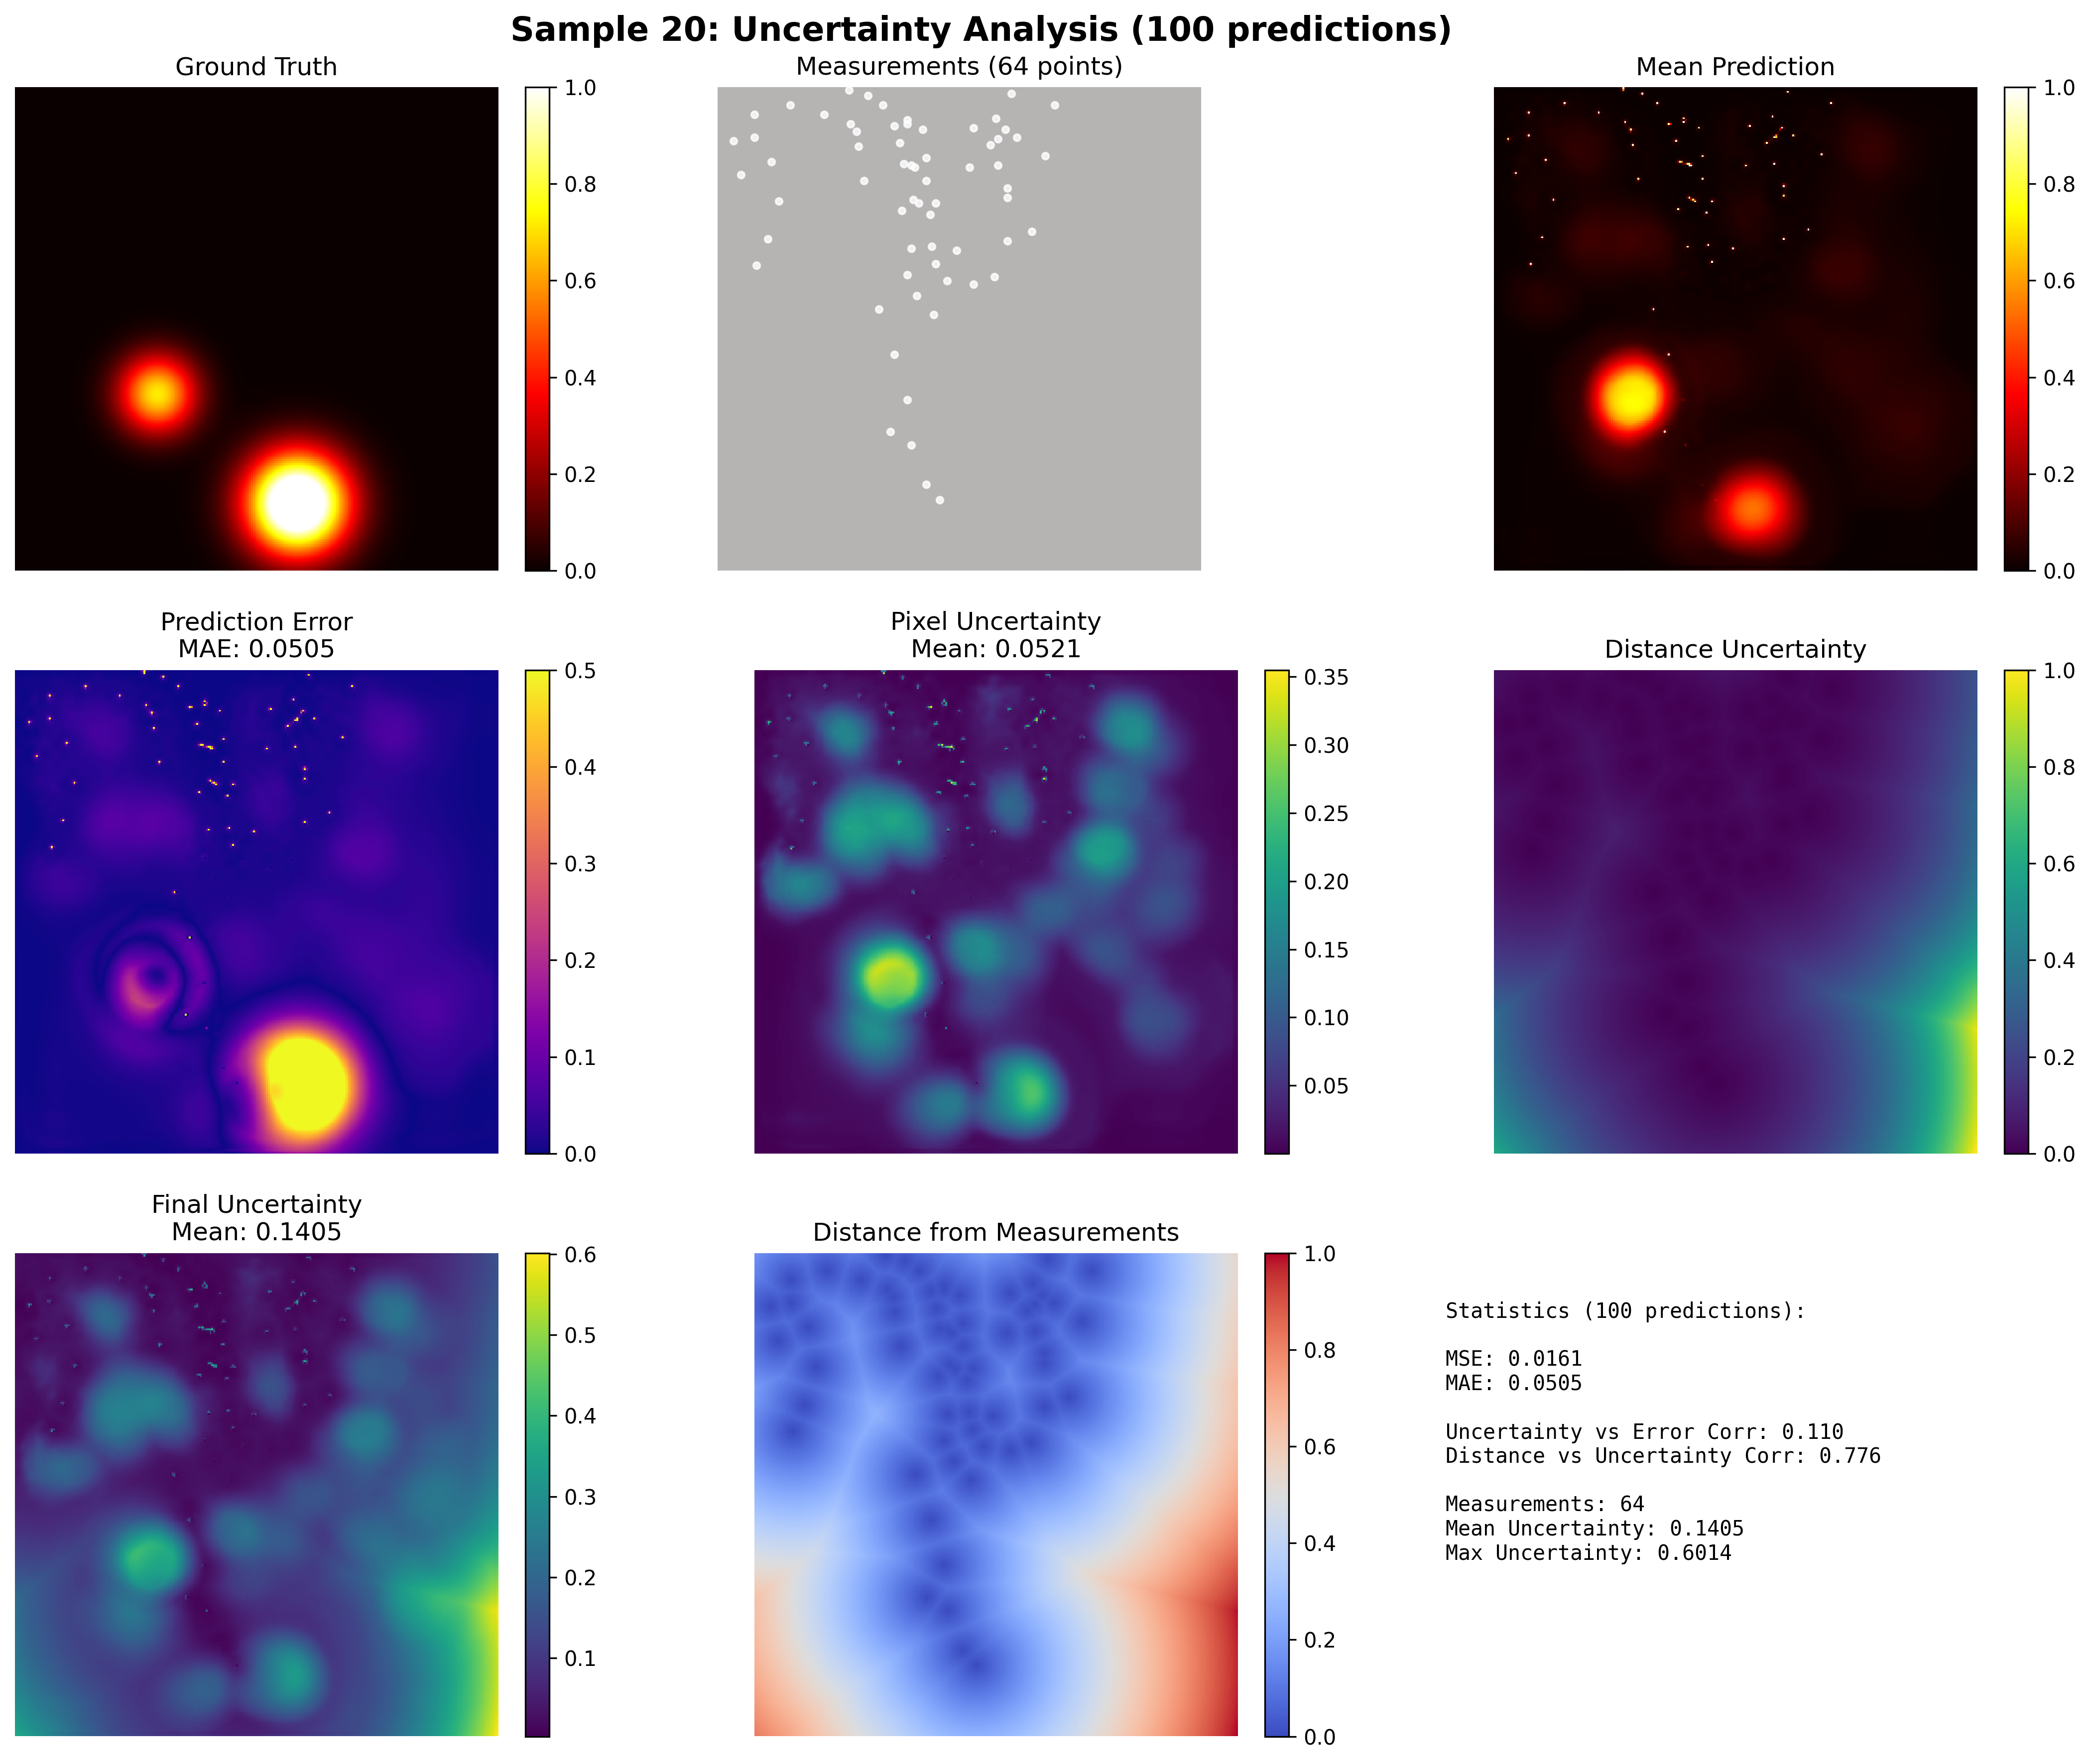 Sample 20: Uncertainty Analysis (100 predictions)
Ground Truth
1.0
0.8
0.6
0.4
0.2
0.0
Measurements (64 points)
Mean Prediction
1.0
0.8
0.6
0.4
0.2
0.0
Prediction Error
MAE: 0.0505
0.5
0.4
0.3
0.2
0.1
0.0
Pixel Uncertainty
Mean: 0.0521
0.35
0.30
0.25
0.20
0.15
0.10
0.05
Distance Uncertainty
1.0
0.8
0.6
0.4
0.2
0.0
Final Uncertainty
Mean: 0.1405
0.6
0.5
0.4
0.3
0.2
0.1
Distance from Measurements
1.0
0.8
0.6
0.4
0.2
0.0
Statistics (100 predictions):
MSE: 0.0161
MAE: 0.0505
Uncertainty vs Error Corr: 0.110
Distance vs Uncertainty Corr: 0.776
Measurements: 64
Mean Uncertainty: 0.1405
Max Uncertainty: 0.6014